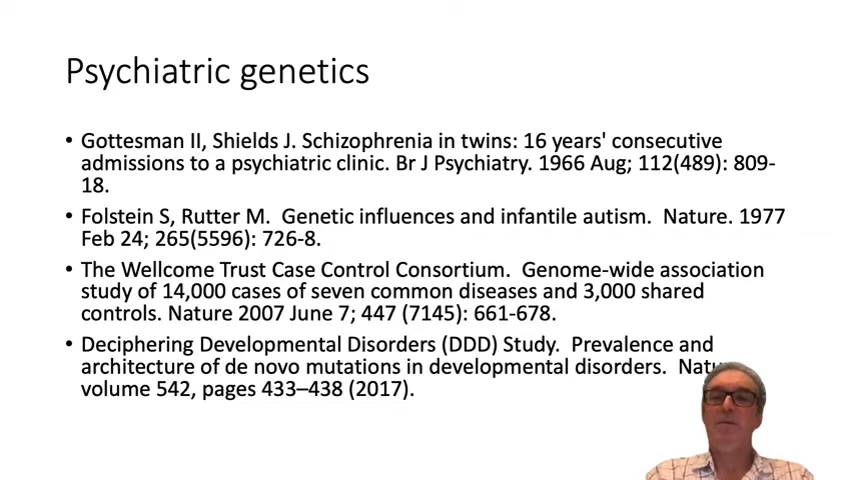 Psychiatric genetics
• Gottesman II, Shields J. Schizophrenia in twins: 16 years' consecutive
admissions to a psychiatric clinic. Br J Psychiatry. 1966 Aug; 112(489): 809-
18.
• Folstein S, Rutter M.  Genetic influences and infantile autism.  Nature. 1977
Feb 24; 265(5596): 726-8.
• The Wellcome Trust Case Control Consortium.  Genome-wide association
study of 14,000 cases of seven common diseases and 3,000 shared
controls. Nature 2007 June 7; 447 (7145): 661-678.
• Deciphering Developmental Disorders (DDD) Study.  Prevalence and
architecture of de novo mutations in developmental disorders.
volume 542, pages 433–438 (2017).